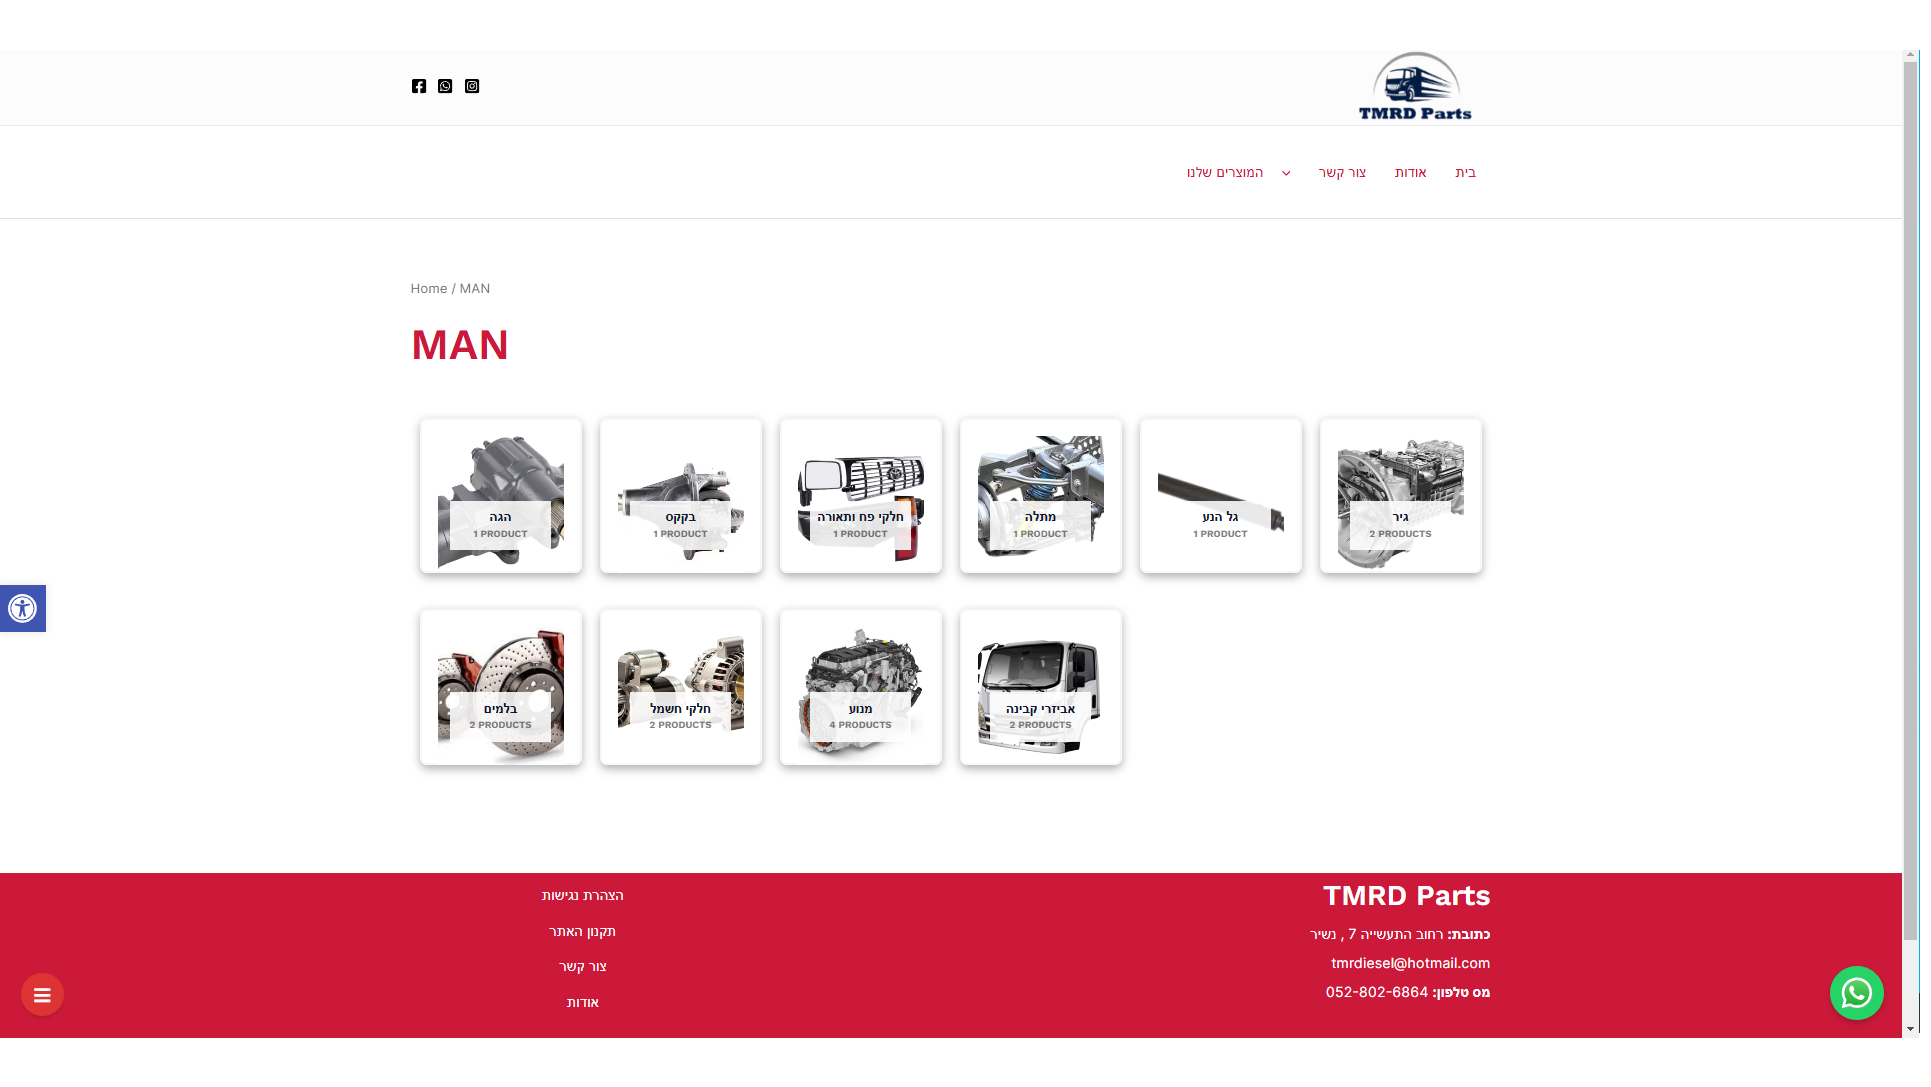 TMRD Parts
בית
אודות
צור קשר
המוצרים שלנו
Home / MAN
MAN
הגה
1 PRODUCT
בקקס
1 PRODUCT
חלקי פח ותאורה
1 PRODUCT
מתלה
1 PRODUCT
גל הנע
1 PRODUCT
גיר
2 PRODUCTS
בלמים
2 PRODUCTS
חלקי חשמל
2 PRODUCTS
מנוע
4 PRODUCTS
אביזרי קבינה
2 PRODUCTS
TMRD Parts
כתובת: רחוב התעשייה 7 , נשיר
tmrdiesel@hotmail.com
מס טלפון: 052-802-6864
הצהרת נגישות
תקנון האתר
צור קשר
אודות